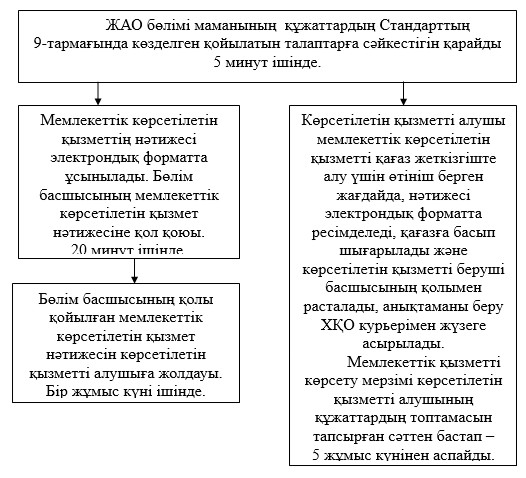 ЖАО бөлімі маманының құжаттардың Стандарттың
9-тармағында көзделген қойылатын талаптарға сәйкестігін қарайды
5 минут ішінде.
Мемлекеттік көрсетілетін
қызметтің нәтижесі
электрондық форматта
ұсынылады. Бөлім
басшысының мемлекеттік
көрсетілетін қызмет
нәтижесіне қол қоюы.
20 минут ішінде
Бөлім басшысының қолы
қойылған мемлекеттік
көрсетілетін қызмет
нәтижесін көрсетілетін
қызметті алушыға жолдауы.
Бір жұмыс күні ішінде.
Көрсетілетін қызметті алушы
мемлекеттік көрсетілетін
қызметті қағаз жеткізгіште
алу үшін өтініш берген
жағдайда, нәтижесі
электрондық форматта
ресімделеді, қағазға басып
шығарылады және
көрсетілетін қызметті беруші
басшысының қолымен
расталады, анықтаманы беру
ХҚО курьерімен жүзеге
асырылады.
Мемлекеттік қызметті
көрсету мерзімі көрсетілетін
қызметті алушының
құжаттардың топтамасын
тапсырған сәттен бастап –
5 жұмыс күнінен аспайды.